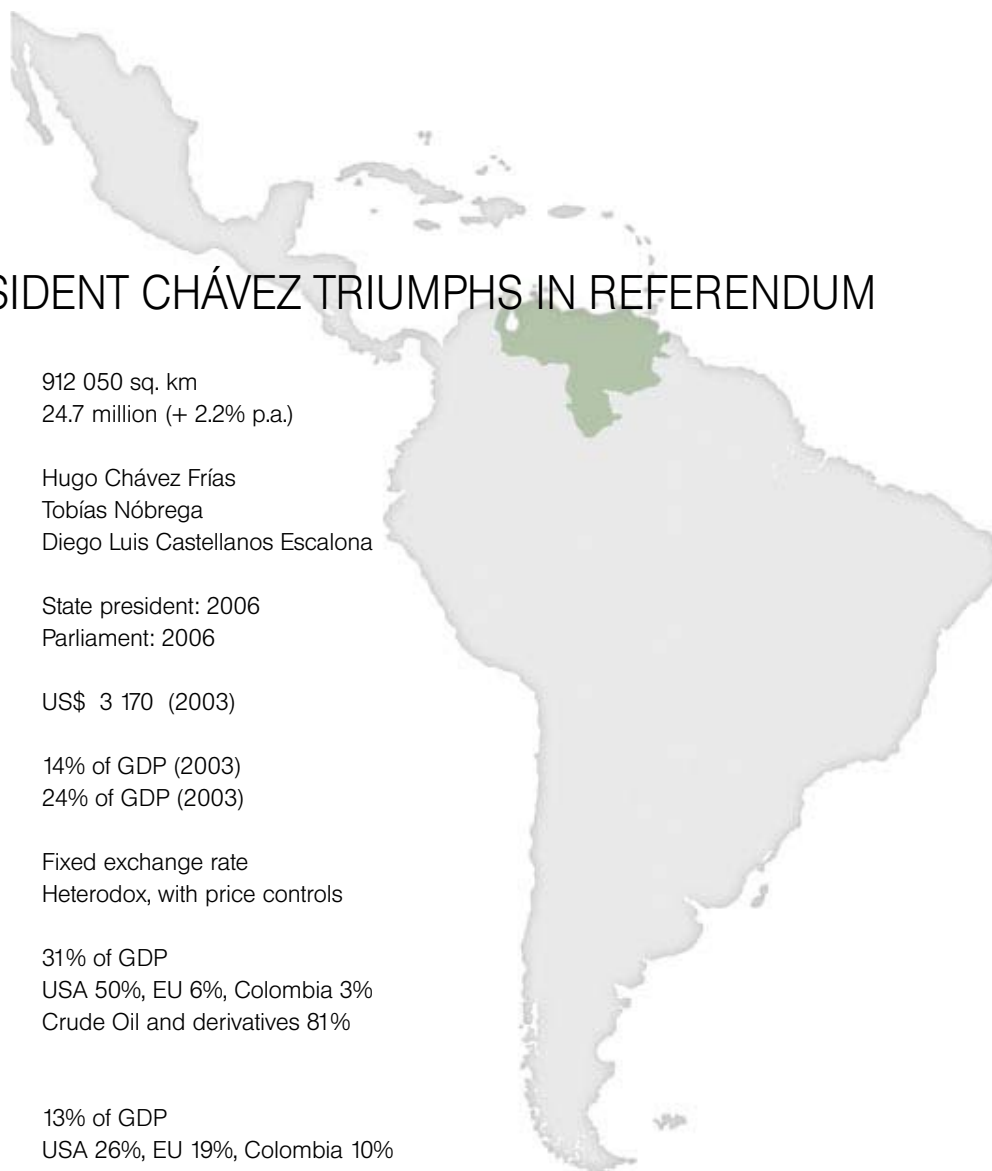 SIDENT CHÁVEZ TRIUMPHS IN REFERENDUM
912 050 sq. km
24.7 million (+ 2.2% p.a.)
Hugo Chávez Frías
Tobías Nóbrega
Diego Luis Castellanos Escalona
State president: 2006
Parliament: 2006
US$ 3 170 (2003)
14% of GDP (2003)
24% of GDP (2003)
Fixed exchange rate
Heterodox, with price controls
31% of GDP
USA 50%, EU 6%, Colombia 3%
Crude Oil and derivatives 81%
13% of GDP
USA 26%, EU 19%, Colombia 10%